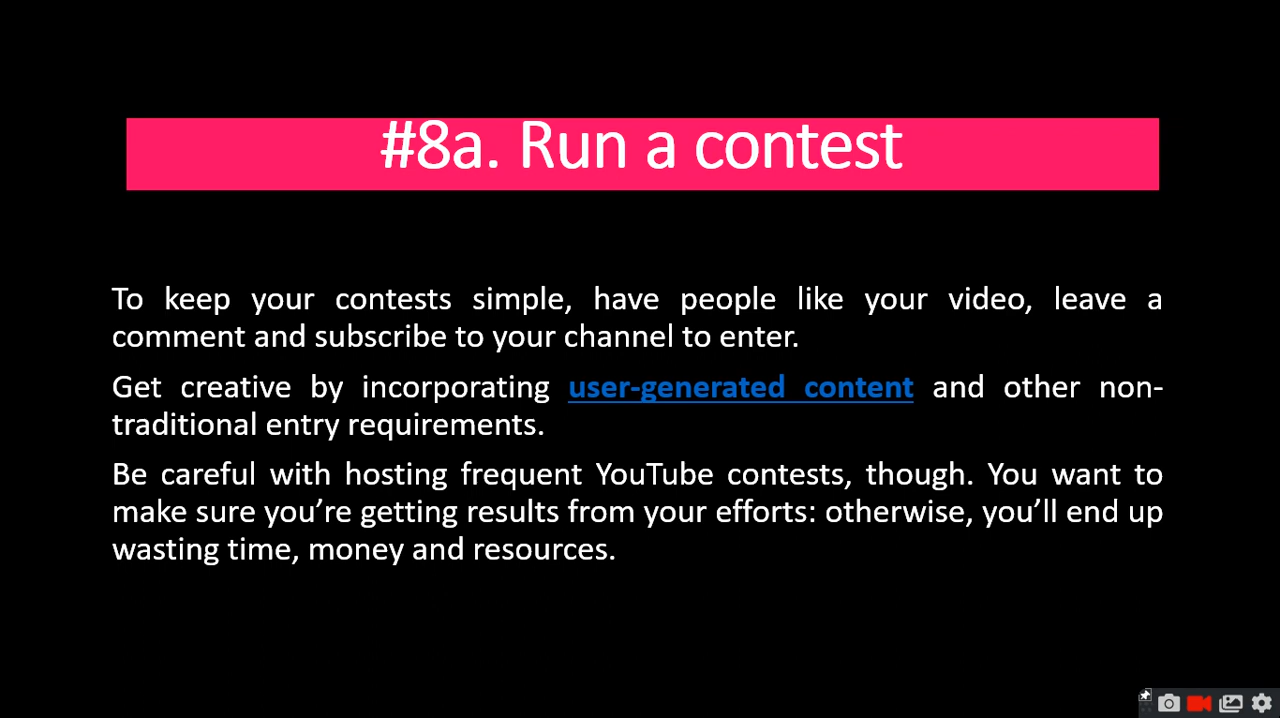 #8a. Run a contest
To keep your contests simple, have people like your video, leave a
comment and subscribe to your channel to enter.
Get creative by incorporating user-generated content and other non-
traditional entry requirements.
Be careful with hosting frequent YouTube contests, though. You want to
make sure you’re getting results from your efforts: otherwise, you’ll end up
wasting time, money and resources.